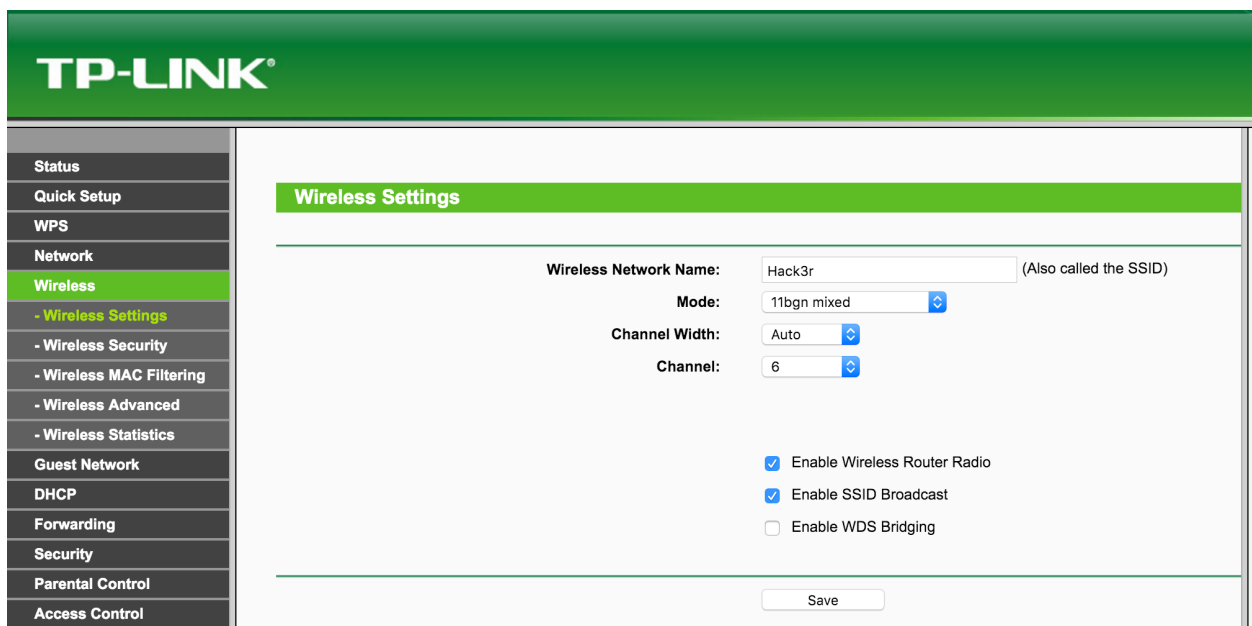 TP-LINK®
Status
Quick Setup
WPS
Network
Wireless
- Wireless Settings
- Wireless Security
- Wireless MAC Filtering
- Wireless Advanced
- Wireless Statistics
Guest Network
DHCP
Forwarding
Security
Parental Control
Access Control
Wireless Settings
Wireless Network Name: Hack3r (Also called the SSID)
Mode: 11bgn mixed
Channel Width: Auto
Channel: 6
Enable Wireless Router Radio
Enable SSID Broadcast
Enable WDS Bridging
Save